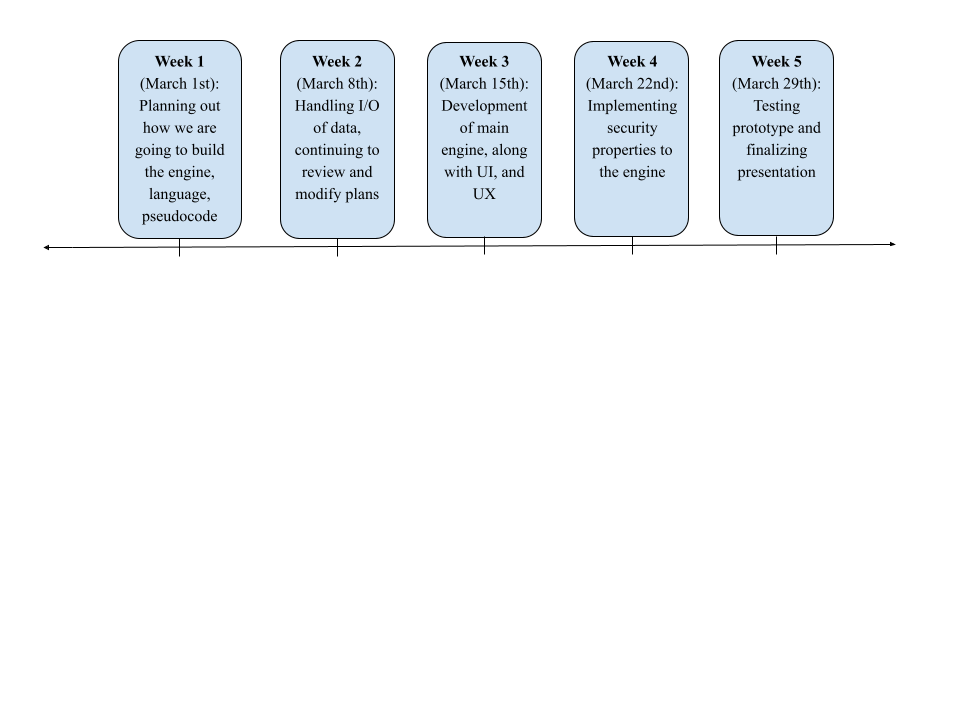 Week 1
(March 1st):
Planning out
how we are
going to build
the engine,
language,
pseudocode
Week 2
(March 8th):
Handling I/O
of data,
continuing to
review and
modify plans
Week 3
(March 15th):
Development
of main
engine, along
with UI, and
UX
Week 4
(March 22nd):
Implementing
security
properties to
the engine
Week 5
(March 29th):
Testing
prototype and
finalizing
presentation